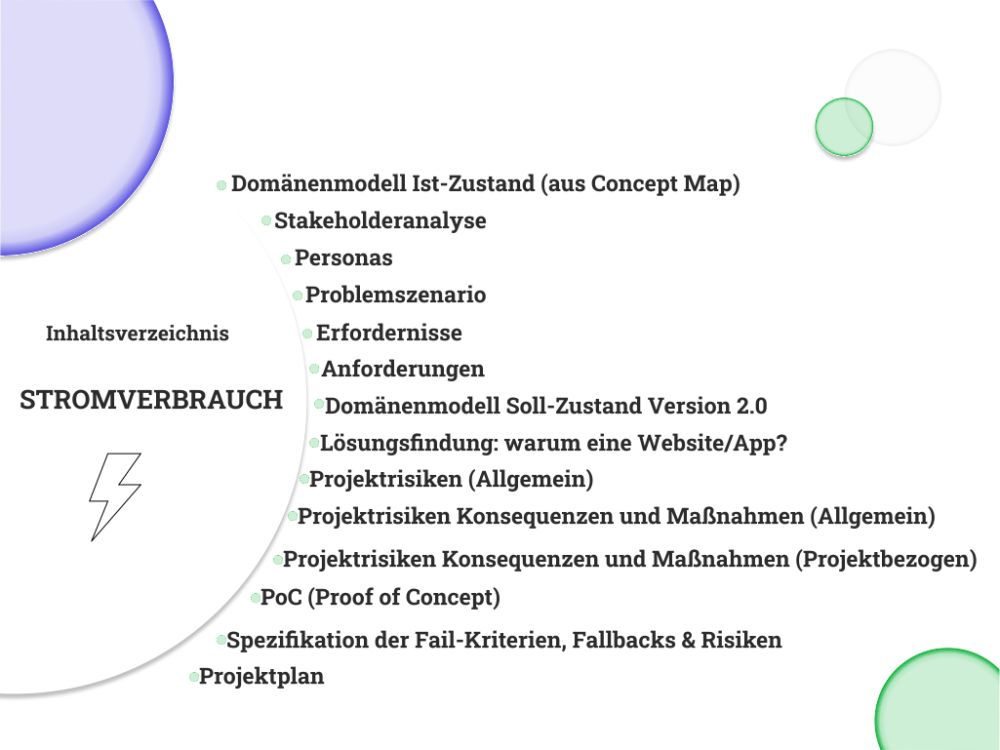 Inhaltsverzeichnis
STROMVERBRAUCH
Domänenmodell Ist-Zustand (aus Concept Map)
Stakeholderanalyse
Personas
Problemszenario
Erfordernisse
Anforderungen
Domänenmodell Soll-Zustand Version 2.0
Lösungsfindung: warum eine Website/App?
Projektrisiken (Allgemein)
Projektrisiken Konsequenzen und Maßnahmen (Allgemein)
Projektrisiken Konsequenzen und Maßnahmen (Projektbezogen)
PoC (Proof of Concept)
Spezifikation der Fail-Kriterien, Fallbacks & Risiken
Projektplan